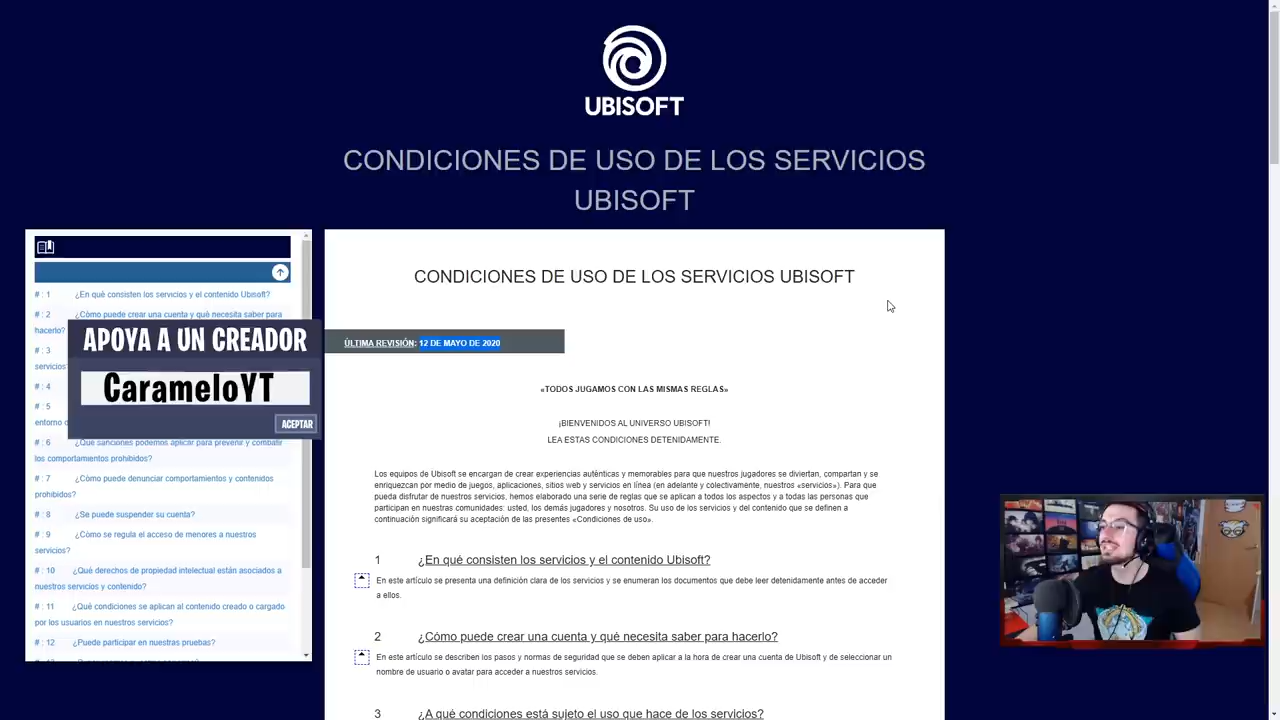 UBISOFT
CONDICIONES DE USO DE LOS SERVICIOS
UBISOFT
# : 1 ¿En qué consisten los servicios y el contenido Ubisoft?
# : 2 ¿Cómo puede crear una cuenta y qué necesita saber para
hacerlo?
# : 3
servicios
# : 4
# : 5
entorno
# : 6 ¿Qué sanciones podemos aplicar para prevenir y combatir
los comportamientos prohibidos?
# : 7 ¿Cómo puede denunciar comportamientos y contenidos
prohibidos?
# : 8 ¿Se puede suspender su cuenta?
# : 9 ¿Cómo se regula el acceso de menores a nuestros
servicios?
# : 10 ¿Qué derechos de propiedad intelectual están asociados a
nuestros servicios y contenido?
# : 11 ¿Qué condiciones se aplican al contenido creado o cargado
por los usuarios en nuestros servicios?
# : 12 ¿Puede participar en nuestras pruebas?
APOYA A UN CREADOR
CarameloYT
ACEPTAR
CONDICIONES DE USO DE LOS SERVICIOS UBISOFT
ÚLTIMA REVISIÓN: 12 DE MAYO DE 2020
«TODOS JUGAMOS CON LAS MISMAS REGLAS»
¡BIENVENIDOS AL UNIVERSO UBISOFT!
LEA ESTAS CONDICIONES DETENIDAMENTE.
Los equipos de Ubisoft se encargan de crear experiencias auténticas y memorables para que nuestros jugadores se diviertan, compartan y se
enriquezcan por medio de juegos, aplicaciones, sitios web y servicios en línea (en adelante y colectivamente, nuestros «servicios»). Para que
pueda disfrutar de nuestros servicios, hemos elaborado una serie de reglas que se aplican a todos los aspectos y a todas las personas que
participan en nuestras comunidades: usted, los demás jugadores y nosotros. Su uso de los servicios y del contenido que se definen a
continuación significará su aceptación de las presentes «Condiciones de uso».
1 ¿En qué consisten los servicios y el contenido Ubisoft?
En este artículo se presenta una definición clara de los servicios y se enumeran los documentos que debe leer detenidamente antes de acceder
a ellos.
2 ¿Cómo puede crear una cuenta y qué necesita saber para hacerlo?
En este artículo se describen los pasos y normas de seguridad que se deben aplicar a la hora de crear una cuenta de Ubisoft y de seleccionar un
nombre de usuario o avatar para acceder a nuestros servicios.
3 ¿A qué condiciones está sujeto el uso que hace de los servicios?